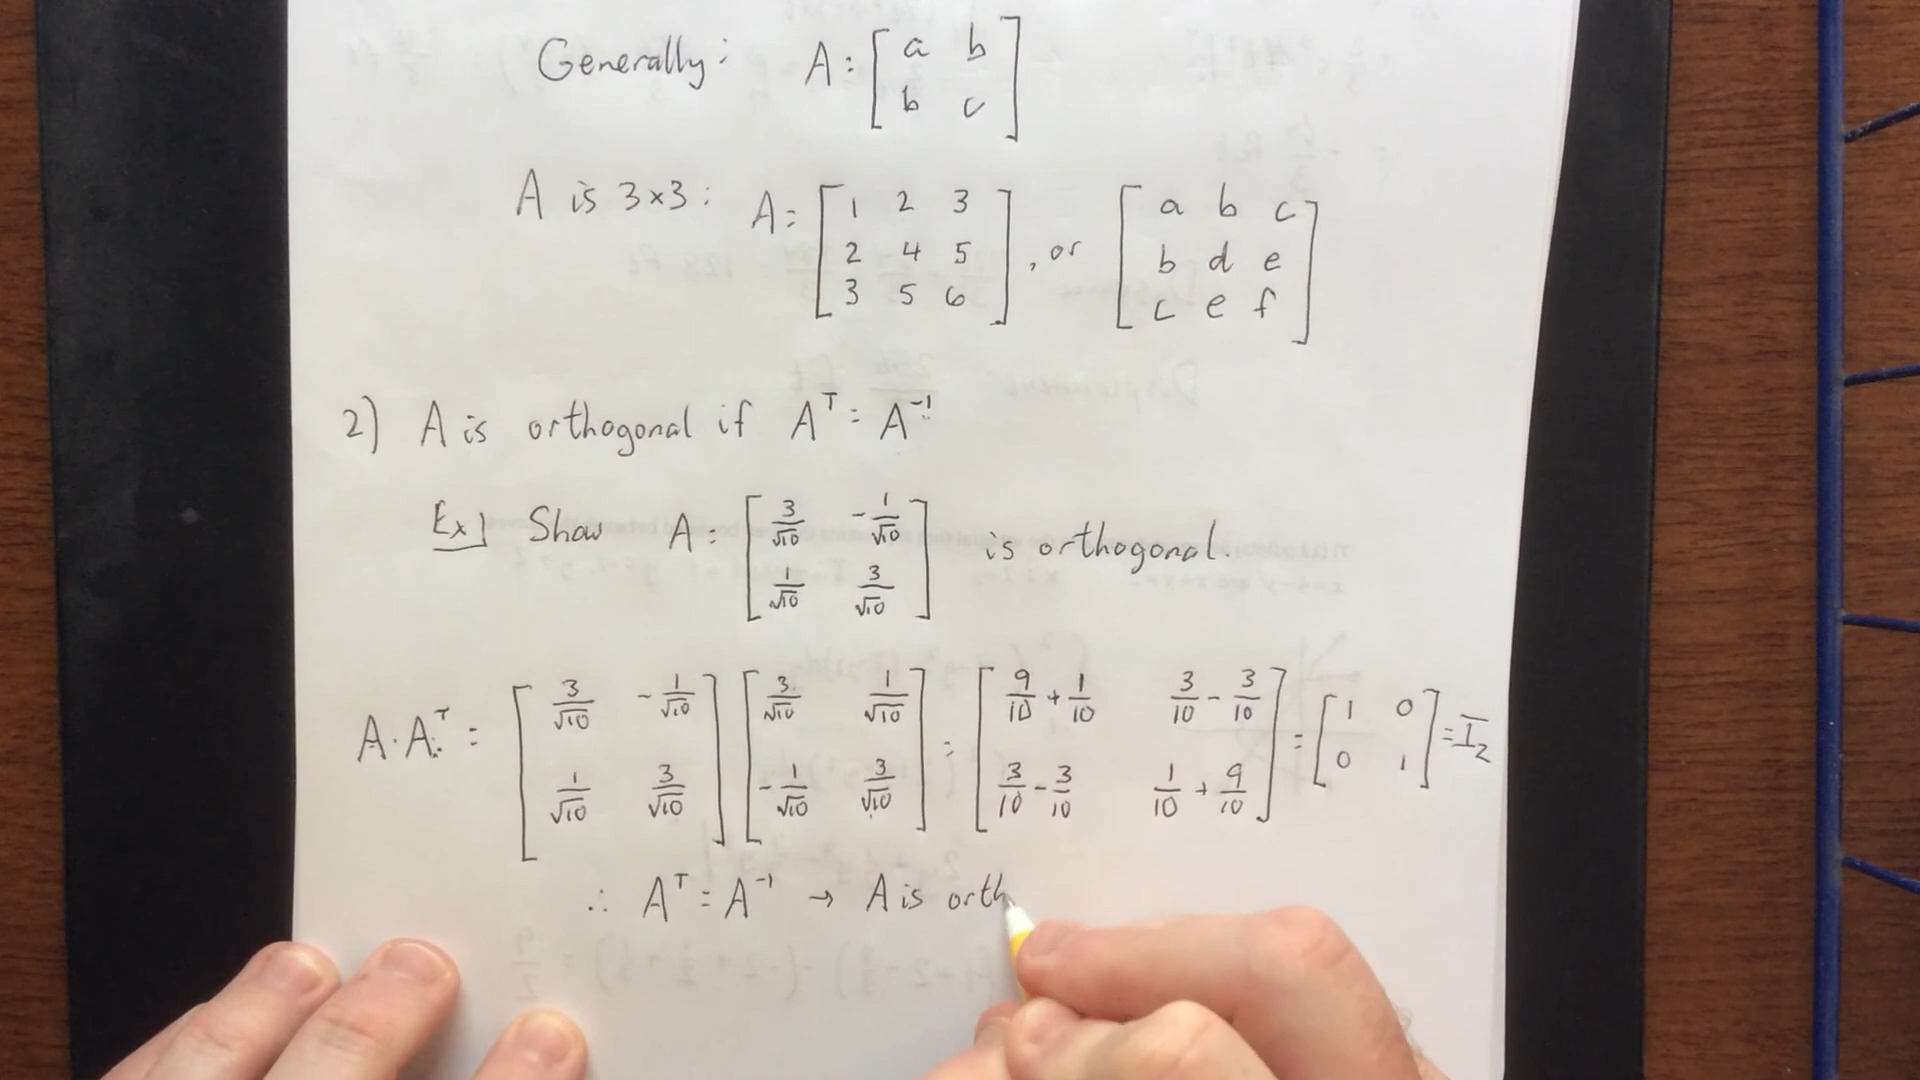 Generally: A = [ a b
b c ]
A is 3×3: A = [ 1 2 3
2 4 5
3 5 6 ] , or [ a b c
b d e
c e f ]
2) A is orthogonal if Aᵀ = A⁻¹
Ex] Show A = [ 3/√10 -1/√10
1/√10 3/√10 ] is orthogonal.
A·Aᵀ = [ 3/√10 -1/√10
1/√10 3/√10 ] [ 3/√10 1/√10
-1/√10 3/√10 ] = [ 9/10 + 1/10 3/10 - 3/10
3/10 - 3/10 1/10 + 9/10 ] = [ 1 0
0 1 ] = I₂
∴ Aᵀ = A⁻¹ → A is orth